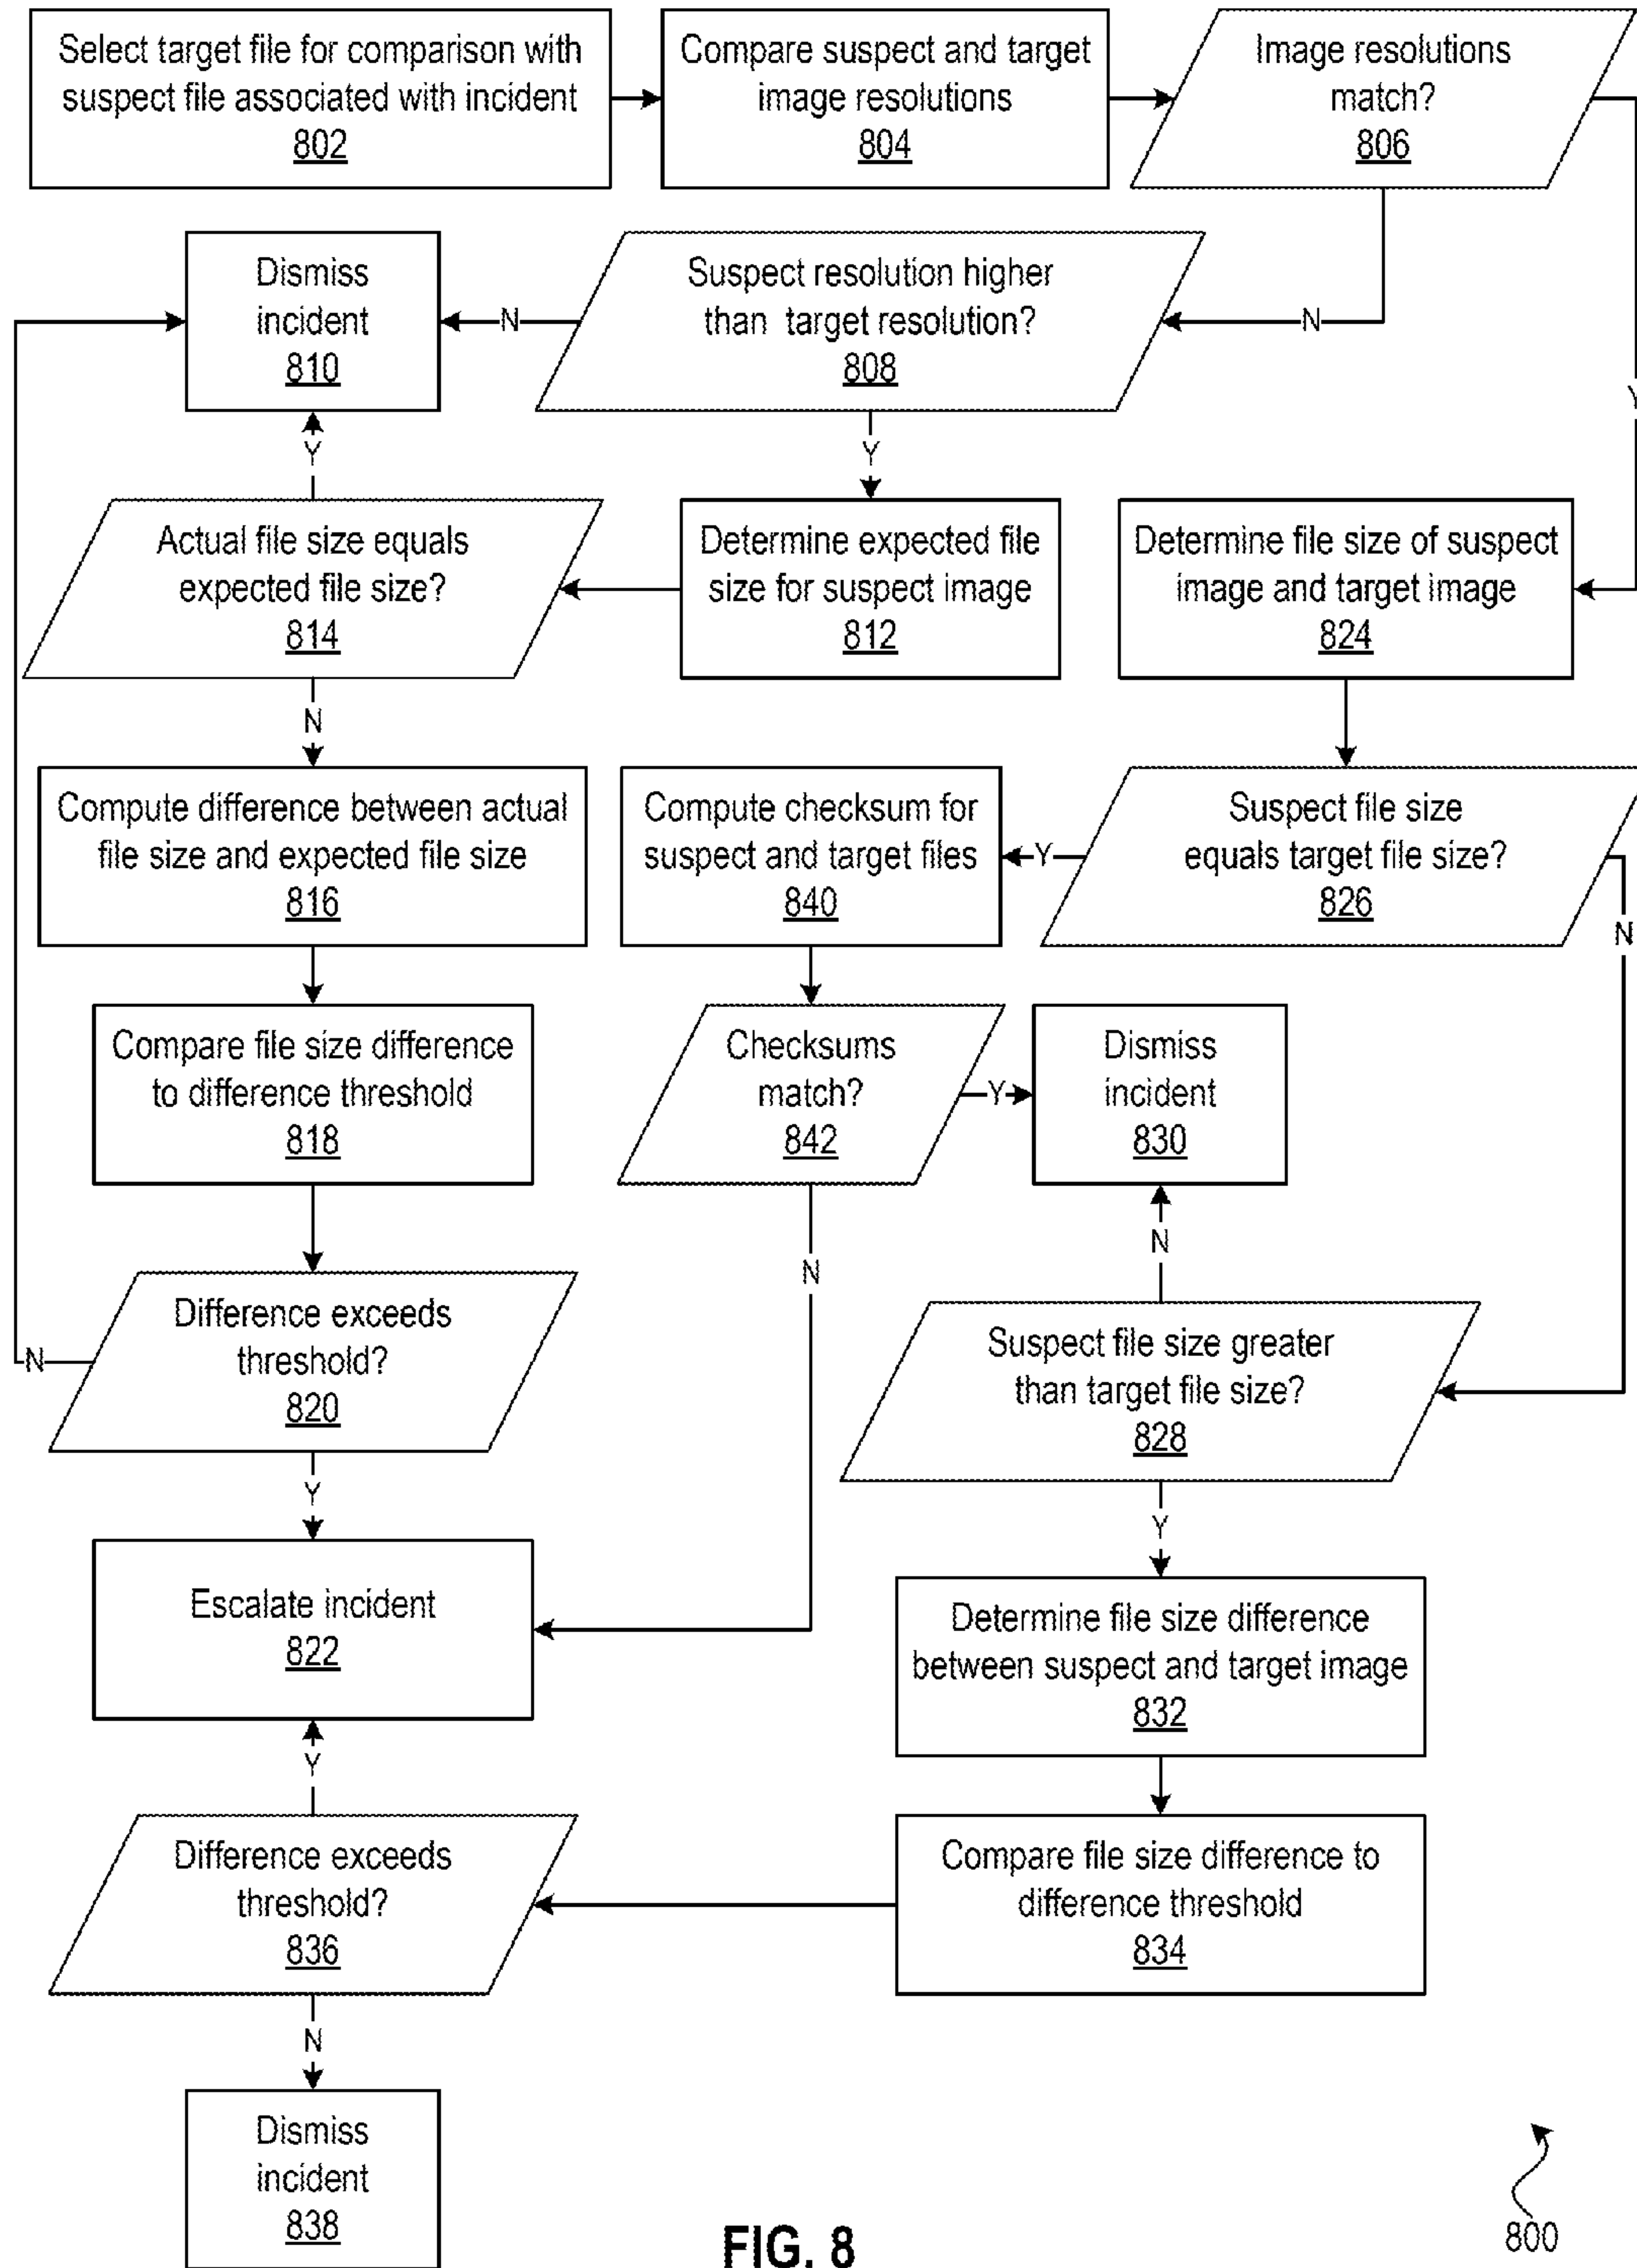 Select target file for comparison with
suspect file associated with incident
802
Compare suspect and target
image resolutions
804
Image resolutions
match?
806
N
Y
Dismiss
incident
810
N
Suspect resolution higher
than target resolution?
808
Y
Y
Actual file size equals
expected file size?
814
Determine expected file
size for suspect image
812
Determine file size of suspect
image and target image
824
N
Compute difference between actual
file size and expected file size
816
Compute checksum for
suspect and target files
840
Y
Suspect file size
equals target file size?
826
N
Compare file size difference
to difference threshold
818
Checksums
match?
842
Y
Dismiss
incident
830
N
N
Difference exceeds
threshold?
820
N
Suspect file size greater
than target file size?
828
Y
Y
Escalate incident
822
Determine file size difference
between suspect and target image
832
Y
Difference exceeds
threshold?
836
Compare file size difference to
difference threshold
834
N
Dismiss
incident
838
FIG. 8
800